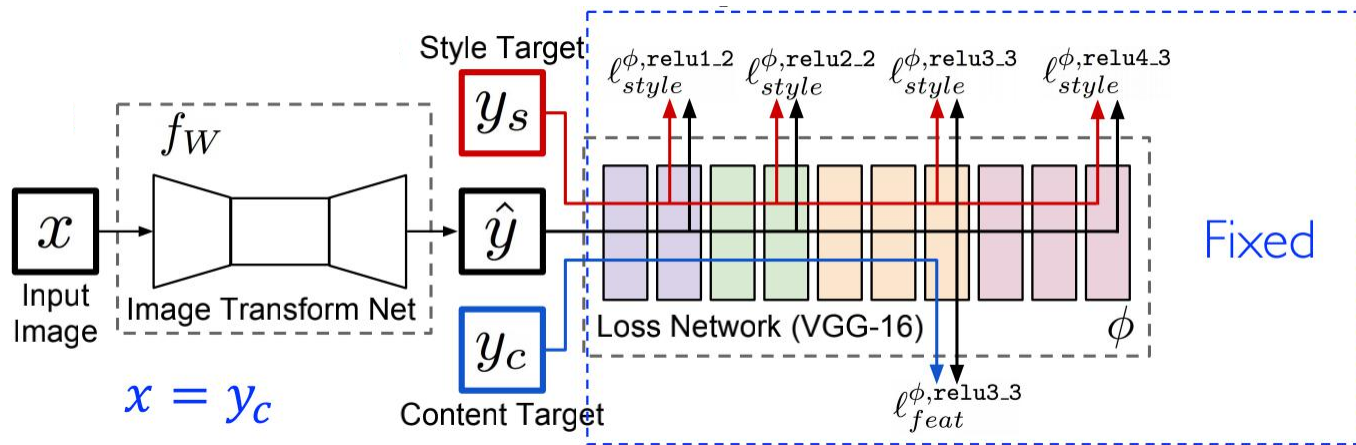 Style Target
ℓ^{ϕ,relu1_2}_{style}
ℓ^{ϕ,relu2_2}_{style}
ℓ^{ϕ,relu3_3}_{style}
ℓ^{ϕ,relu4_3}_{style}
f_W
y_s
x
ŷ
Fixed
Input
Image
Image Transform Net
Loss Network (VGG-16)
ϕ
y_c
x = y_c
Content Target
ℓ^{ϕ,relu3_3}_{feat}